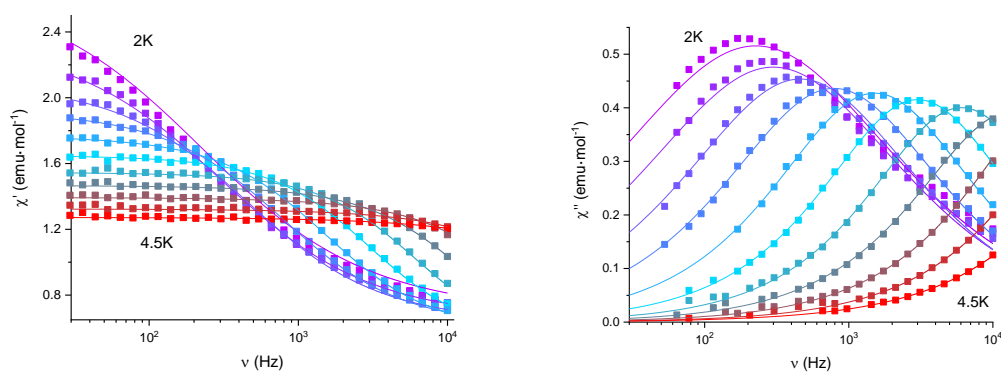 2.4
2.0
1.6
1.2
0.8
χ' (emu·mol⁻¹)
2K
4.5K
10² 10³ 10⁴
ν (Hz)
0.5
0.4
0.3
0.2
0.1
0.0
χ'' (emu·mol⁻¹)
2K
4.5K
10² 10³ 10⁴
ν (Hz)